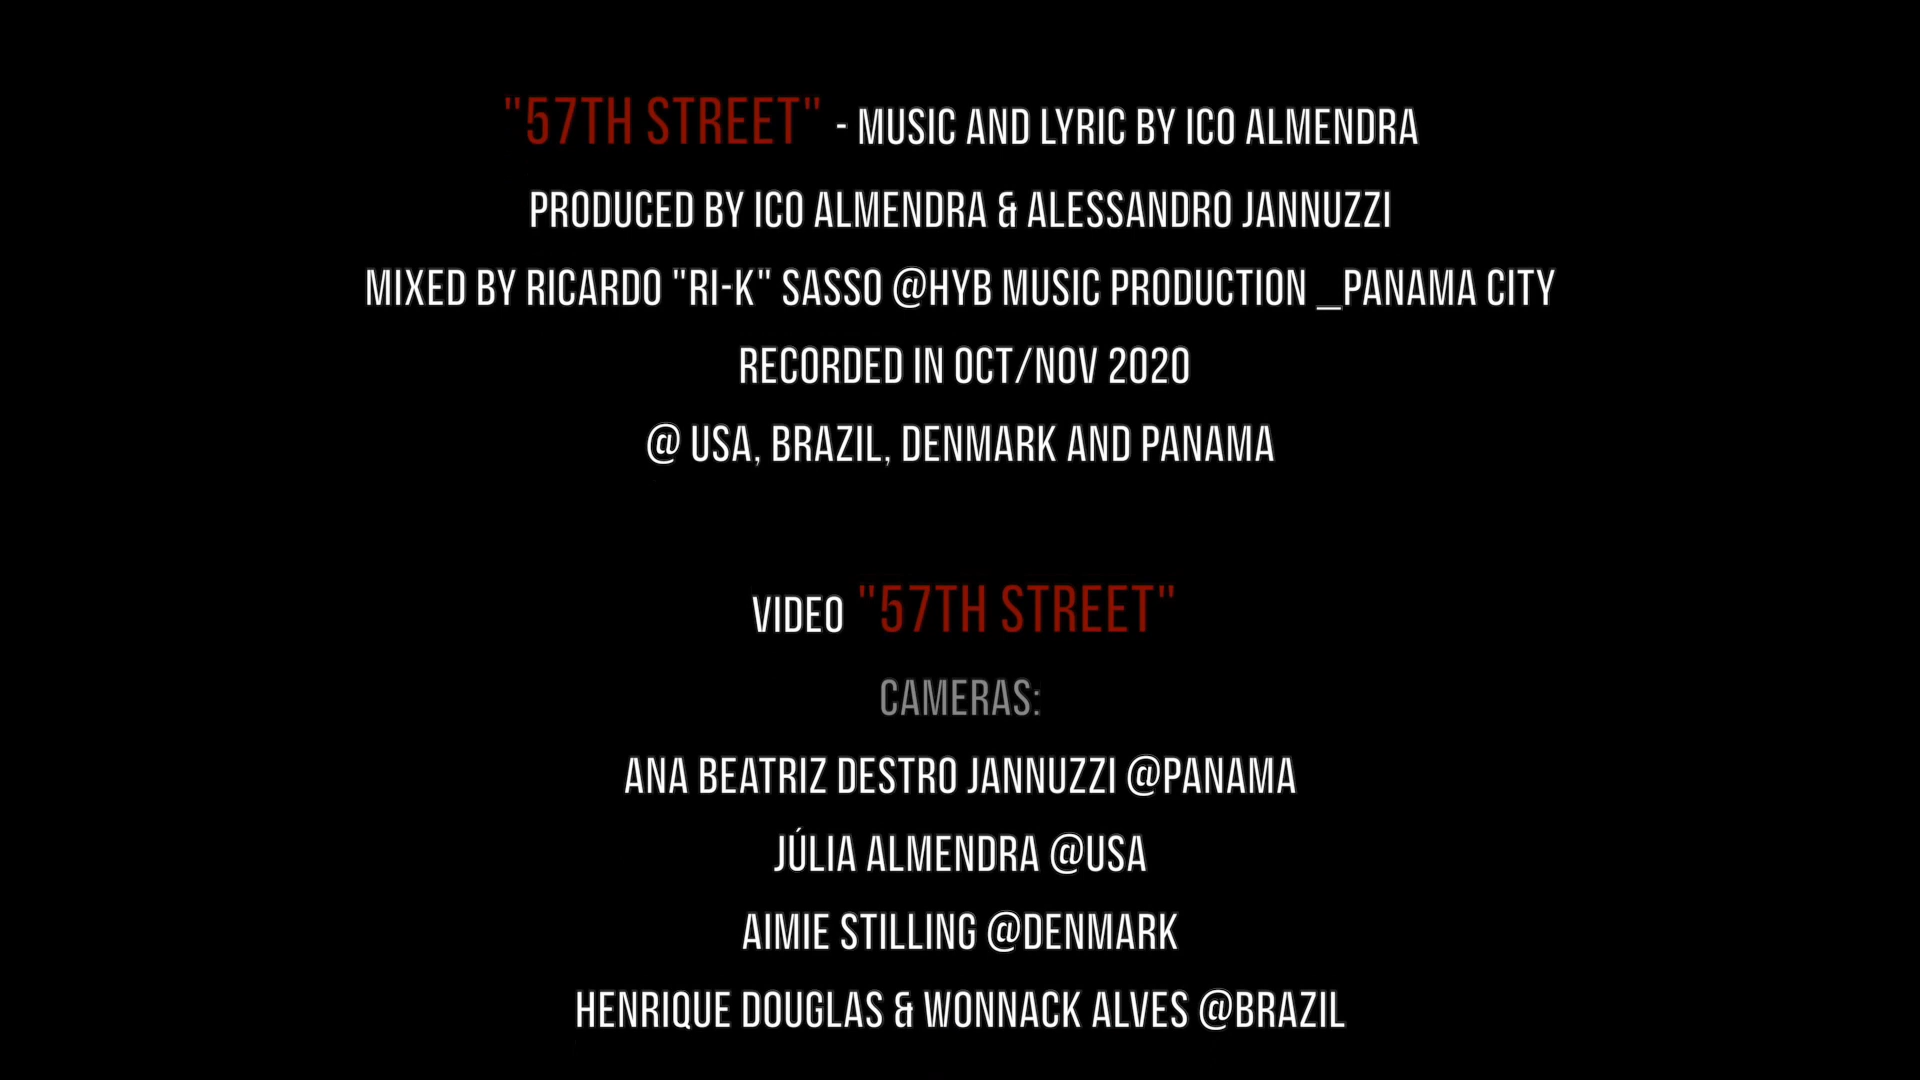 "57TH STREET" - MUSIC AND LYRIC BY ICO ALMENDRA
PRODUCED BY ICO ALMENDRA & ALESSANDRO JANNUZZI
MIXED BY RICARDO "RI-K" SASSO @HYB MUSIC PRODUCTION _PANAMA CITY
RECORDED IN OCT/NOV 2020
@ USA, BRAZIL, DENMARK AND PANAMA
VIDEO "57TH STREET"
CAMERAS:
ANA BEATRIZ DESTRO JANNUZZI @PANAMA
JÚLIA ALMENDRA @USA
AIMIE STILLING @DENMARK
HENRIQUE DOUGLAS & WONNACK ALVES @BRAZIL